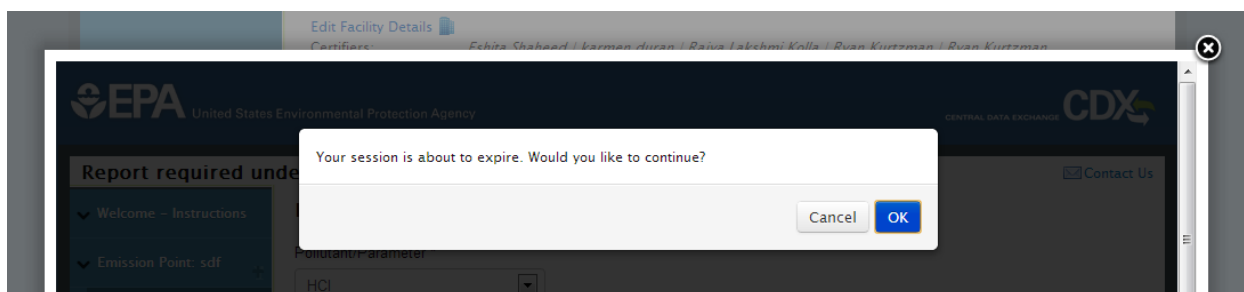 Edit Facility Details
Certifiers: Eshita Shaheed | karmen duran | Rajya Lakshmi Kolla | Ryan Kurtzman | Ryan Kurtzman
EPA United States Environmental Protection Agency
CENTRAL DATA EXCHANGE CDX
Your session is about to expire. Would you like to continue?
Report required unde
Contact Us
Welcome – Instructions
Cancel OK
Pollutant/Parameter
Emission Point: sdf
HCl